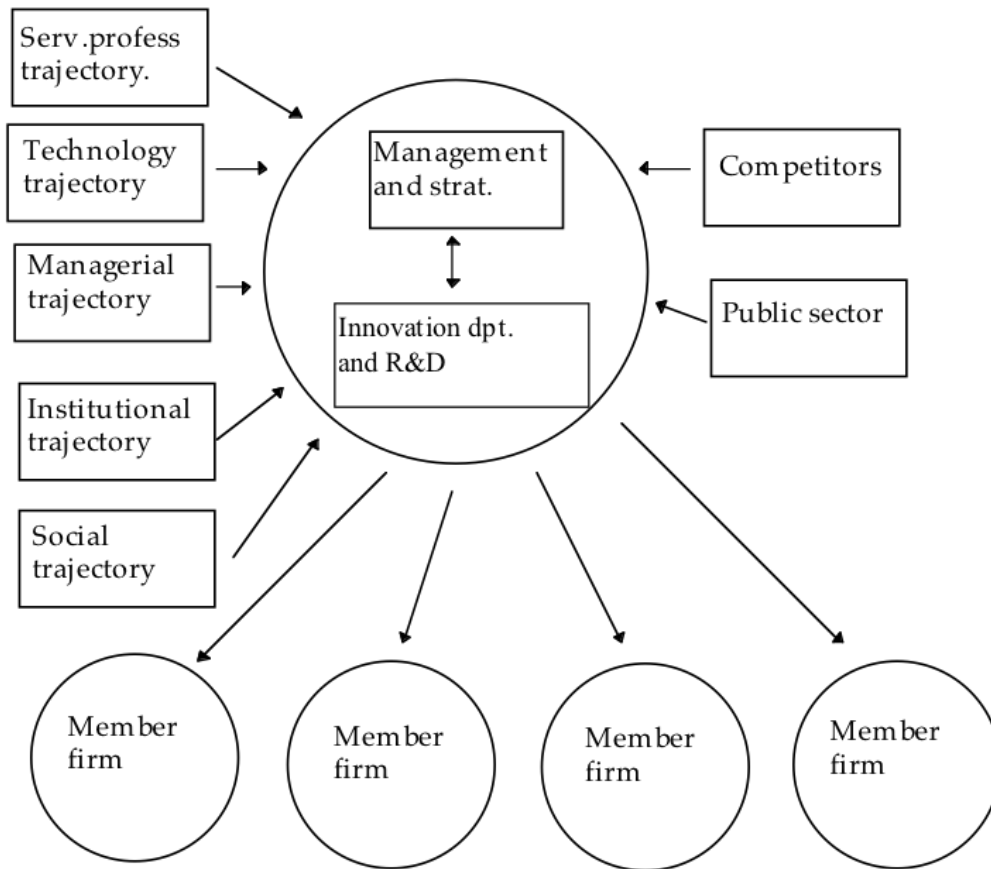 Serv.profess
trajectory.
Technology
trajectory
Managerial
trajectory
Institutional
trajectory
Social
trajectory
Management
and strat.
Innovation dpt.
and R&D
Competitors
Public sector
Member
firm
Member
firm
Member
firm
Member
firm